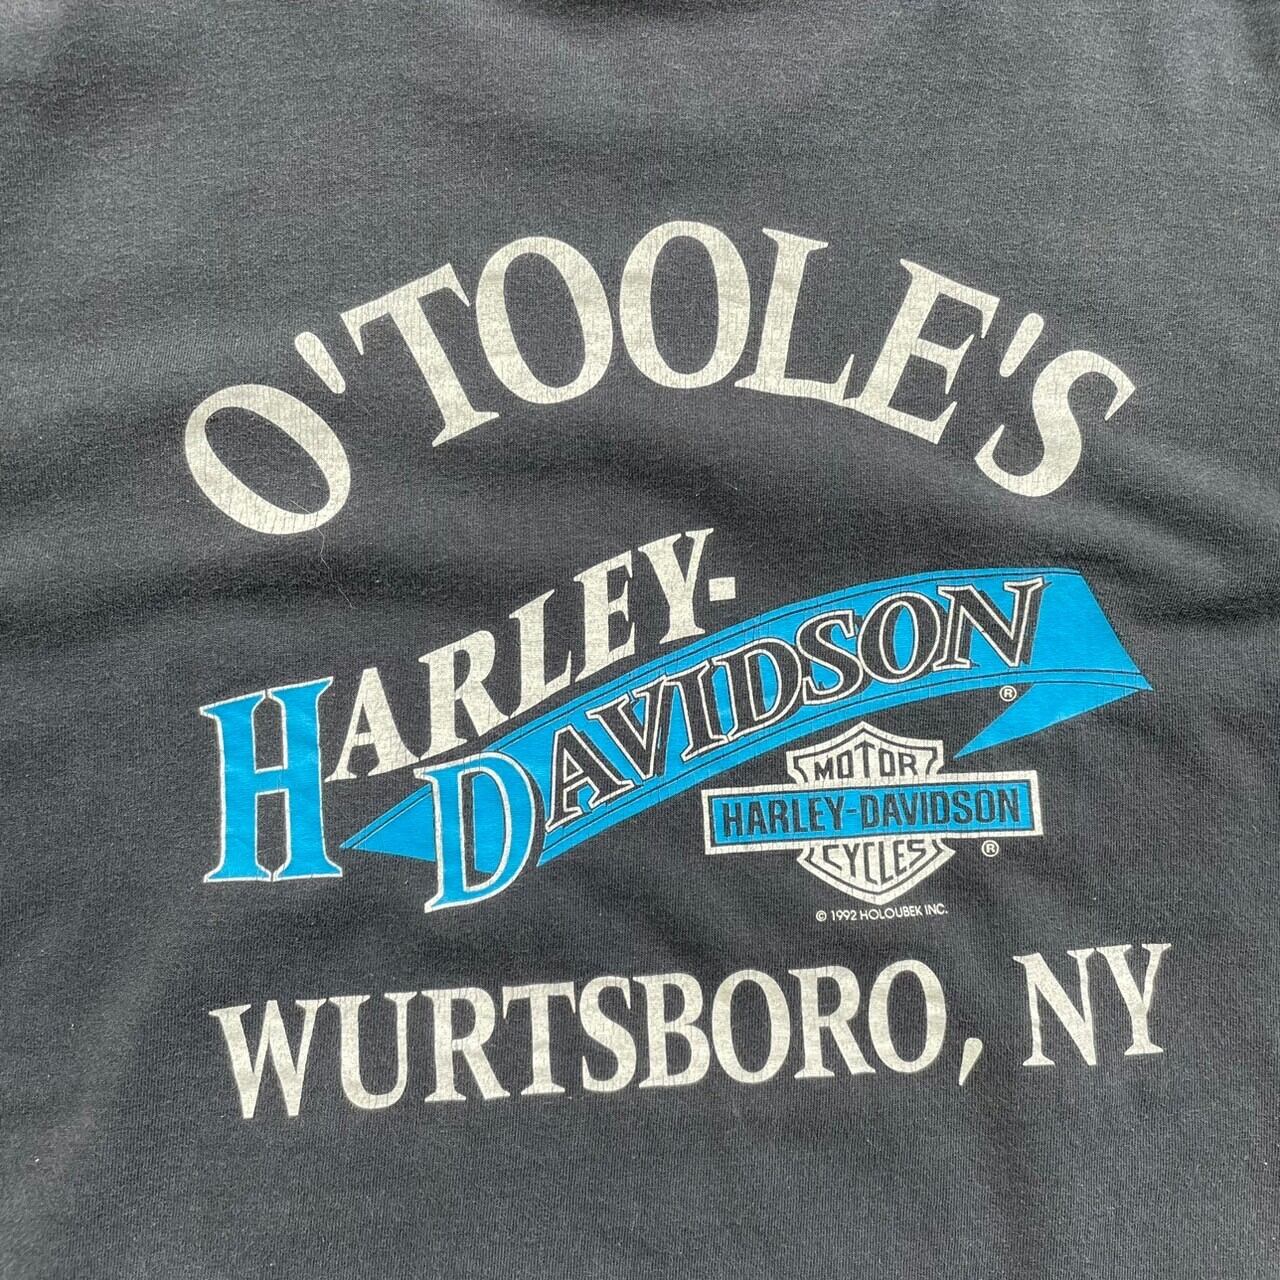 O'TOOLE'S
HARLEY-
DAVIDSON ®
MOTOR
HARLEY-DAVIDSON
CYCLES ®
© 1992 HOLOUBEK INC.
WURTSBORO, NY